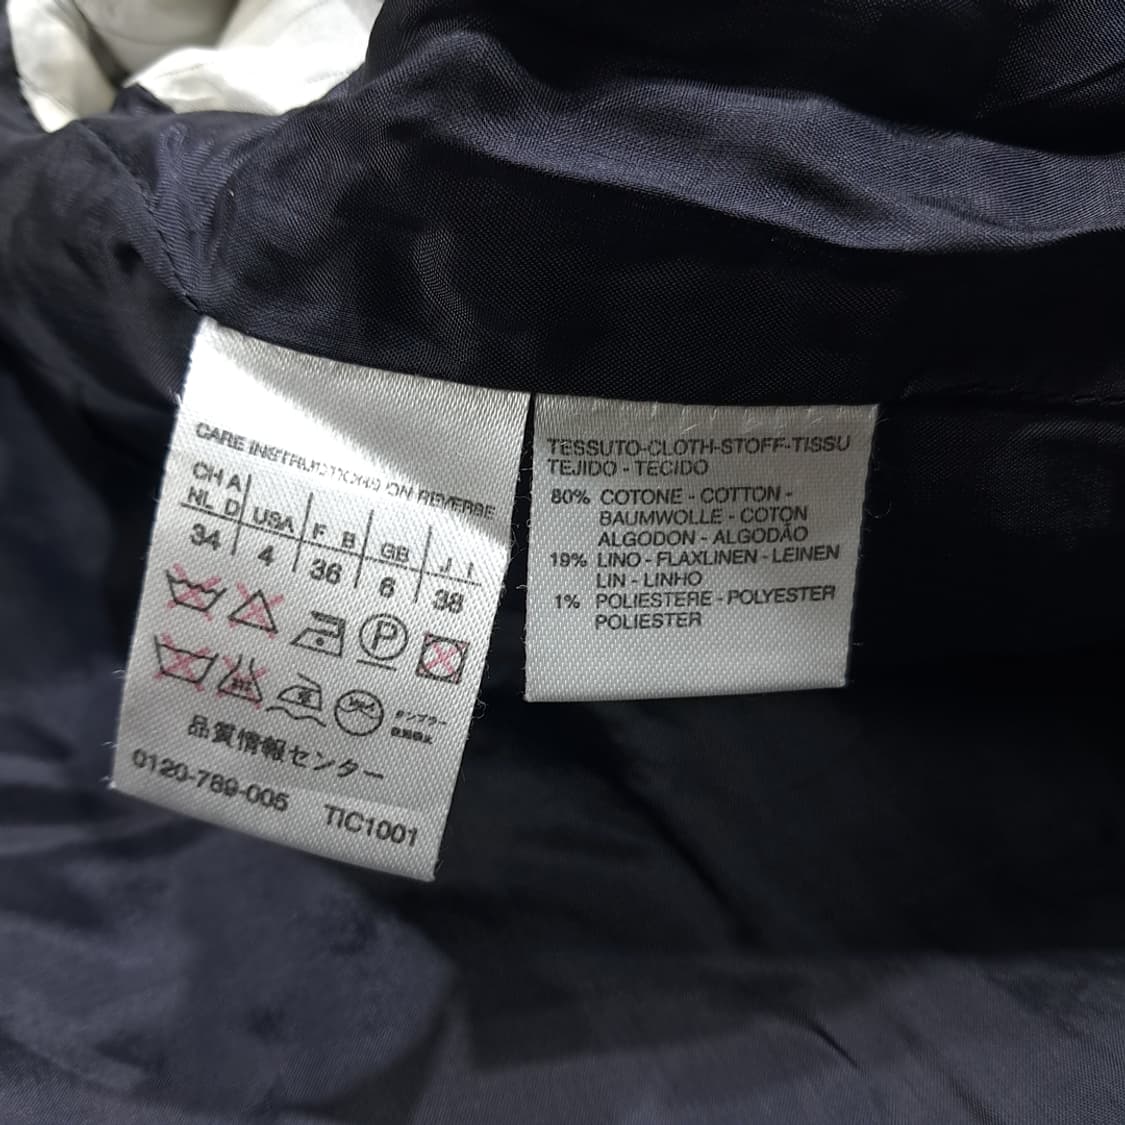 CARE INSTRUCTIONS ON REVERSE
CH A
NL D USA F B GB J I
34 4 36 6 38
P
品質情報センター
0120-789-005 TIC1001
TESSUTO-CLOTH-STOFF-TISSU
TEJIDO - TECIDO
80% COTONE - COTTON -
BAUMWOLLE - COTON
ALGODON - ALGODÃO
19% LINO - FLAXLINEN - LEINEN
LIN - LINHO
1% POLIESTERE - POLYESTER
POLIESTER